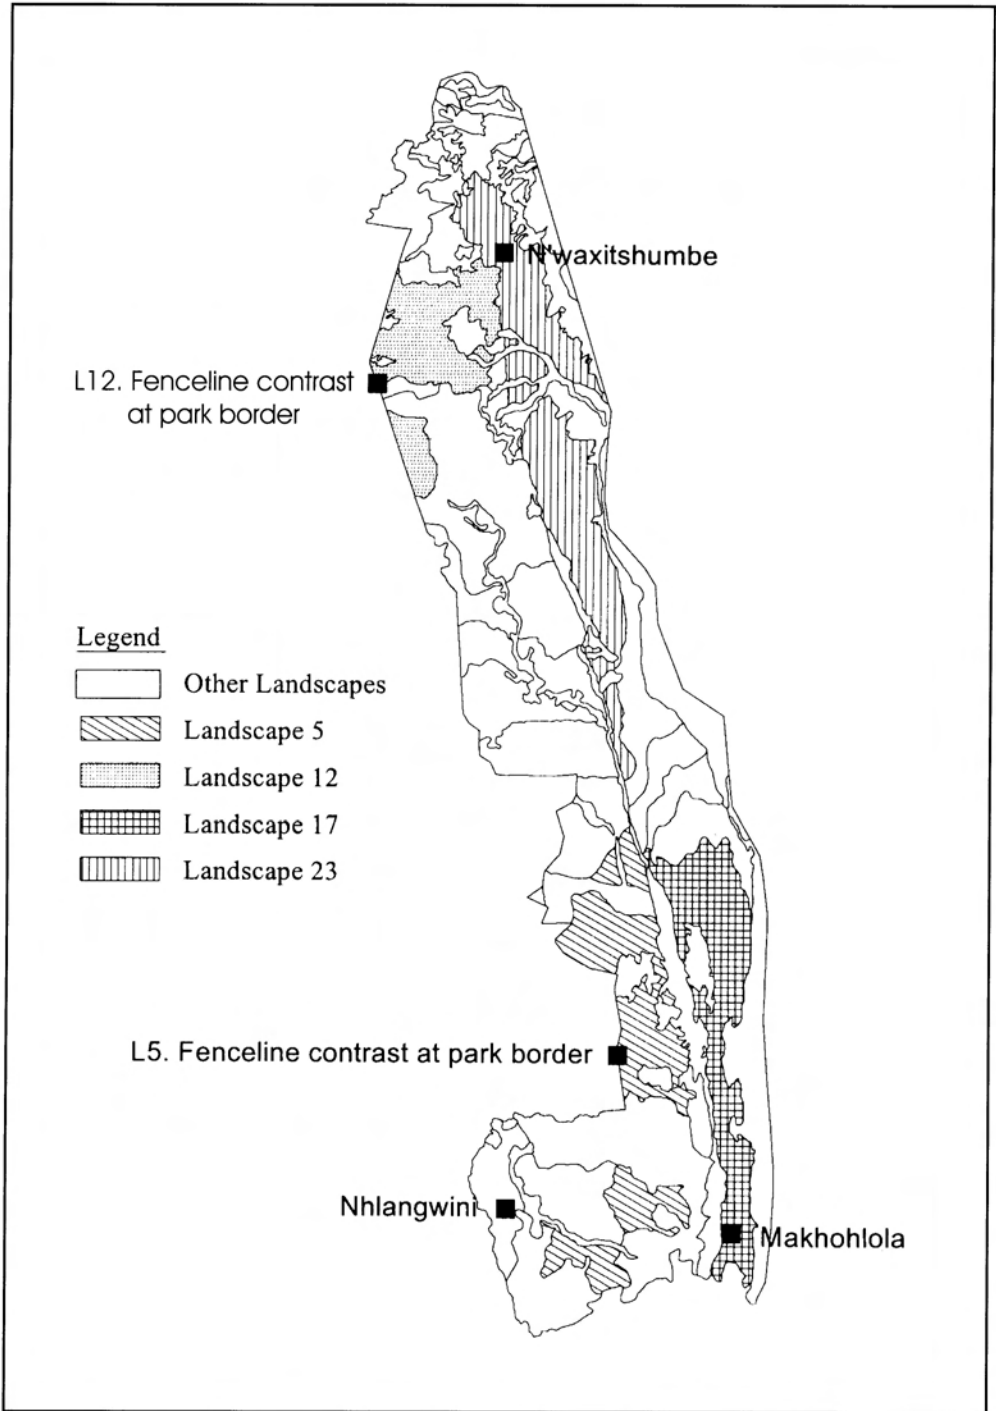 N'waxitshumbe
L12. Fenceline contrast
at park border
Legend
Other Landscapes
Landscape 5
Landscape 12
Landscape 17
Landscape 23
L5. Fenceline contrast at park border
Nhlangwini
Makhohlola